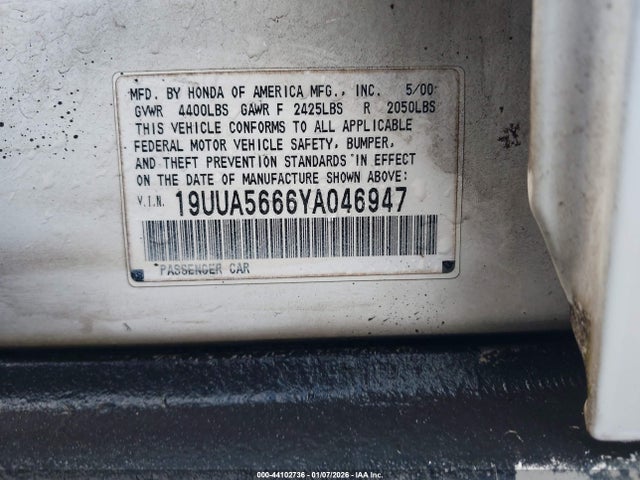 MFD. BY HONDA OF AMERICA MFG., INC. 5/00
GVWR 4400LBS GAWR F 2425LBS R 2050LBS
THIS VEHICLE CONFORMS TO ALL APPLICABLE
FEDERAL MOTOR VEHICLE SAFETY, BUMPER,
AND THEFT PREVENTION STANDARDS IN EFFECT
ON THE DATE OF MANUFACTURE SHOWN ABOVE:
V.I.N. 19UUA5666YA046947
PASSENGER CAR
000-44102736 - 01/07/2026 - IAA Inc.